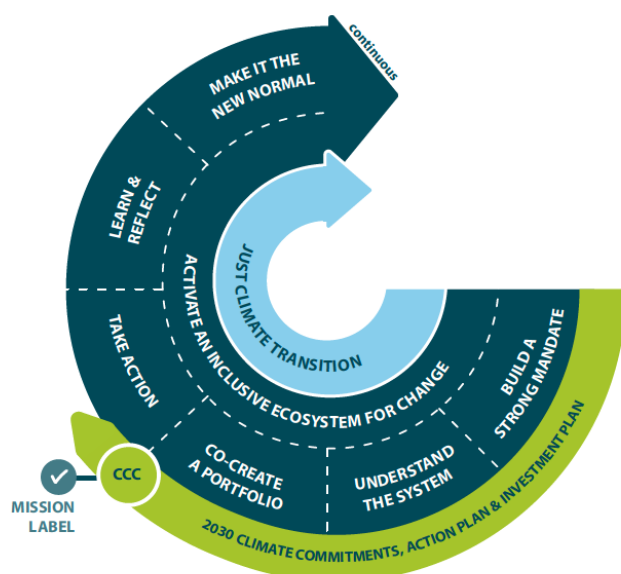 continuous
MAKE IT THE
NEW NORMAL
LEARN &
REFLECT
TAKE ACTION
CO-CREATE
A PORTFOLIO
UNDERSTAND
THE SYSTEM
BUILD A
STRONG MANDATE
ACTIVATE AN INCLUSIVE ECOSYSTEM FOR CHANGE
JUST CLIMATE TRANSITION
CCC
MISSION
LABEL
2030 CLIMATE COMMITMENTS, ACTION PLAN & INVESTMENT PLAN